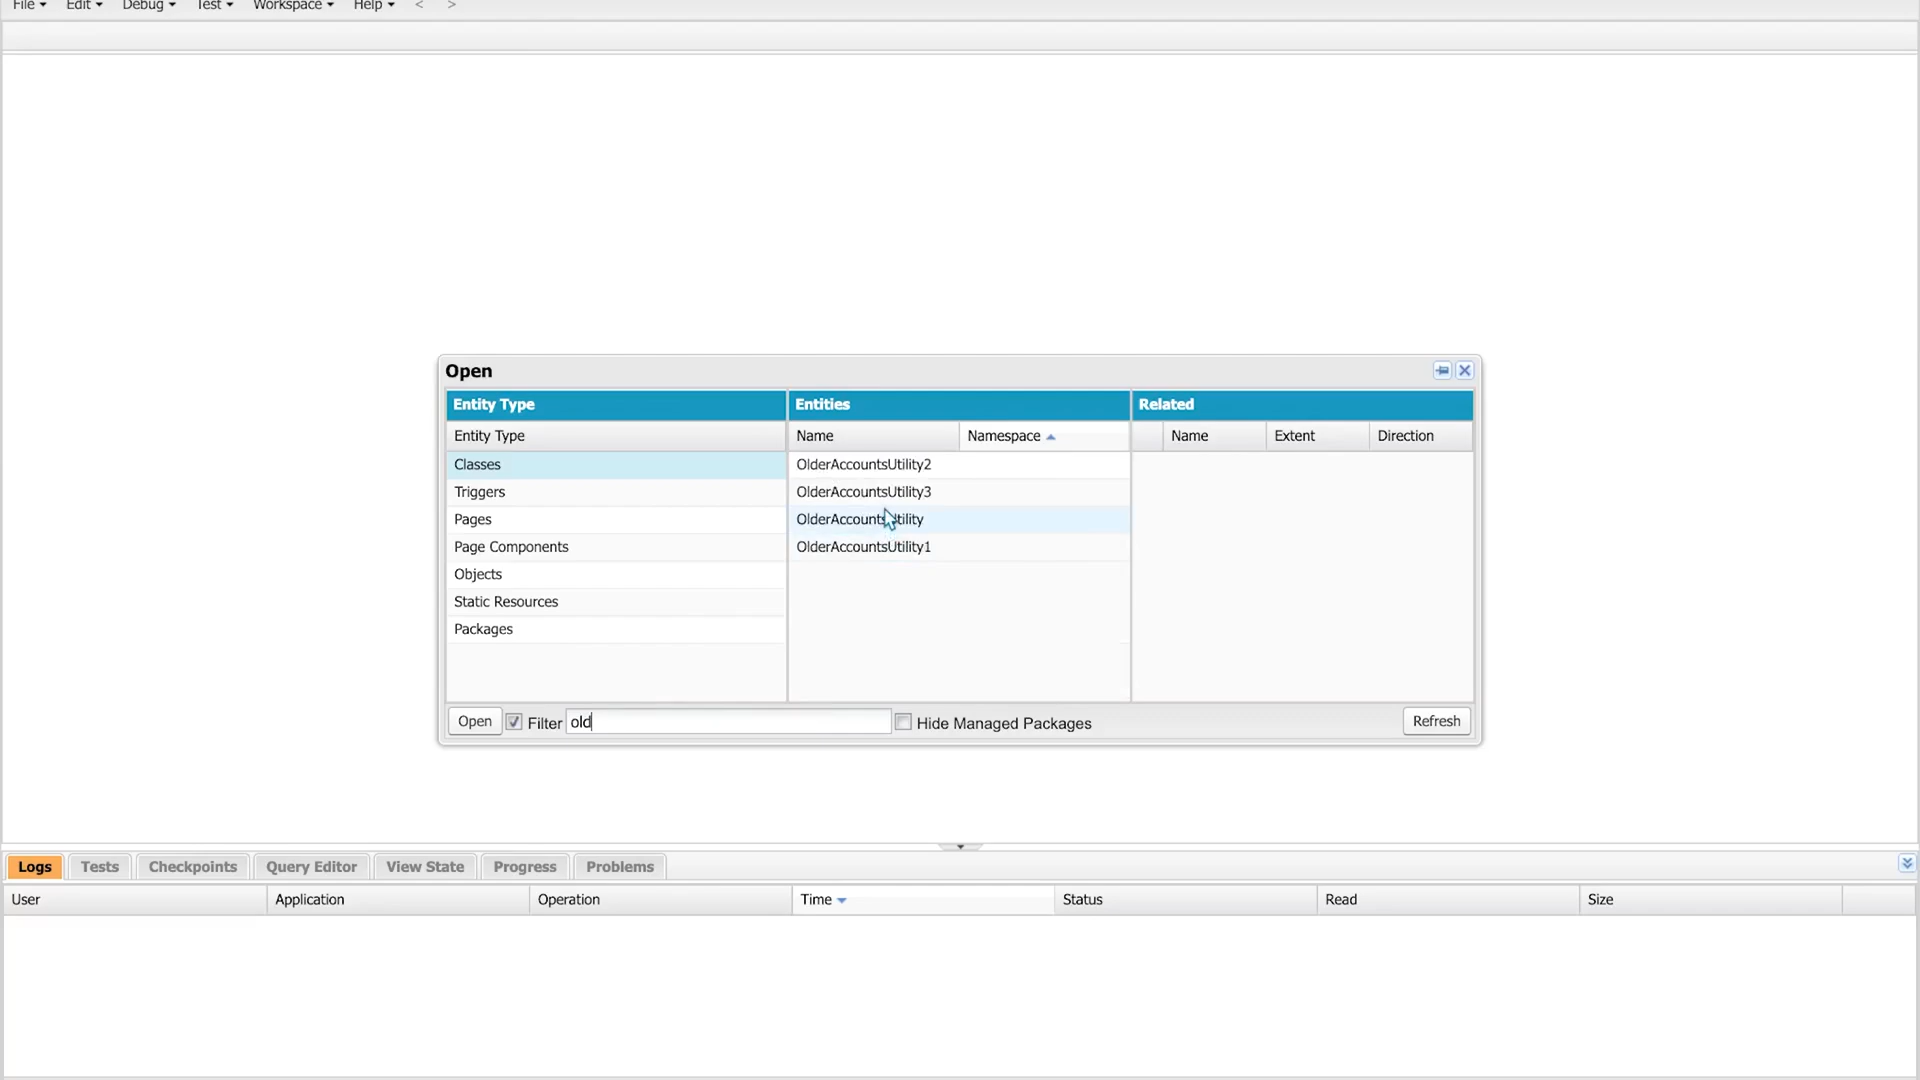 File Edit Debug Test Workspace Help < >
Open
Entity Type Entities Related
Entity Type Name Namespace Name Extent Direction
Classes OlderAccountsUtility2
Triggers OlderAccountsUtility3
Pages OlderAccountsUtility
Page Components OlderAccountsUtility1
Objects
Static Resources
Packages
Open Filter old Hide Managed Packages Refresh
Logs Tests Checkpoints Query Editor View State Progress Problems
User Application Operation Time Status Read Size